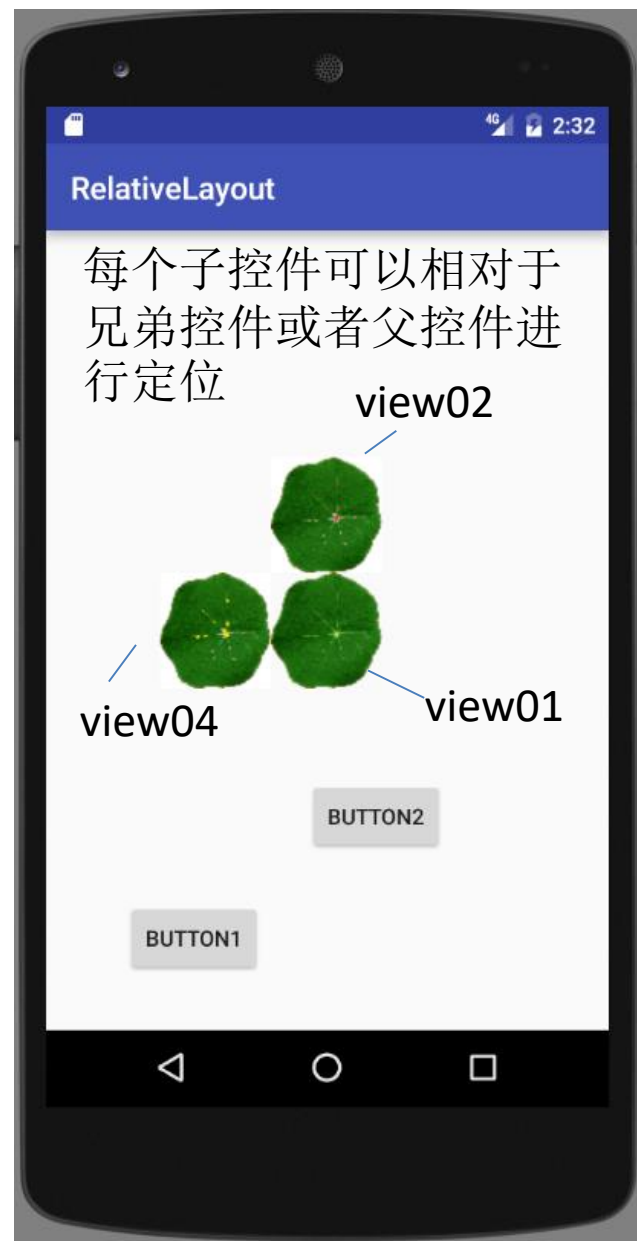 4G 2:32
RelativeLayout
每个子控件可以相对于
兄弟控件或者父控件进
行定位
view02
view04
view01
BUTTON2
BUTTON1